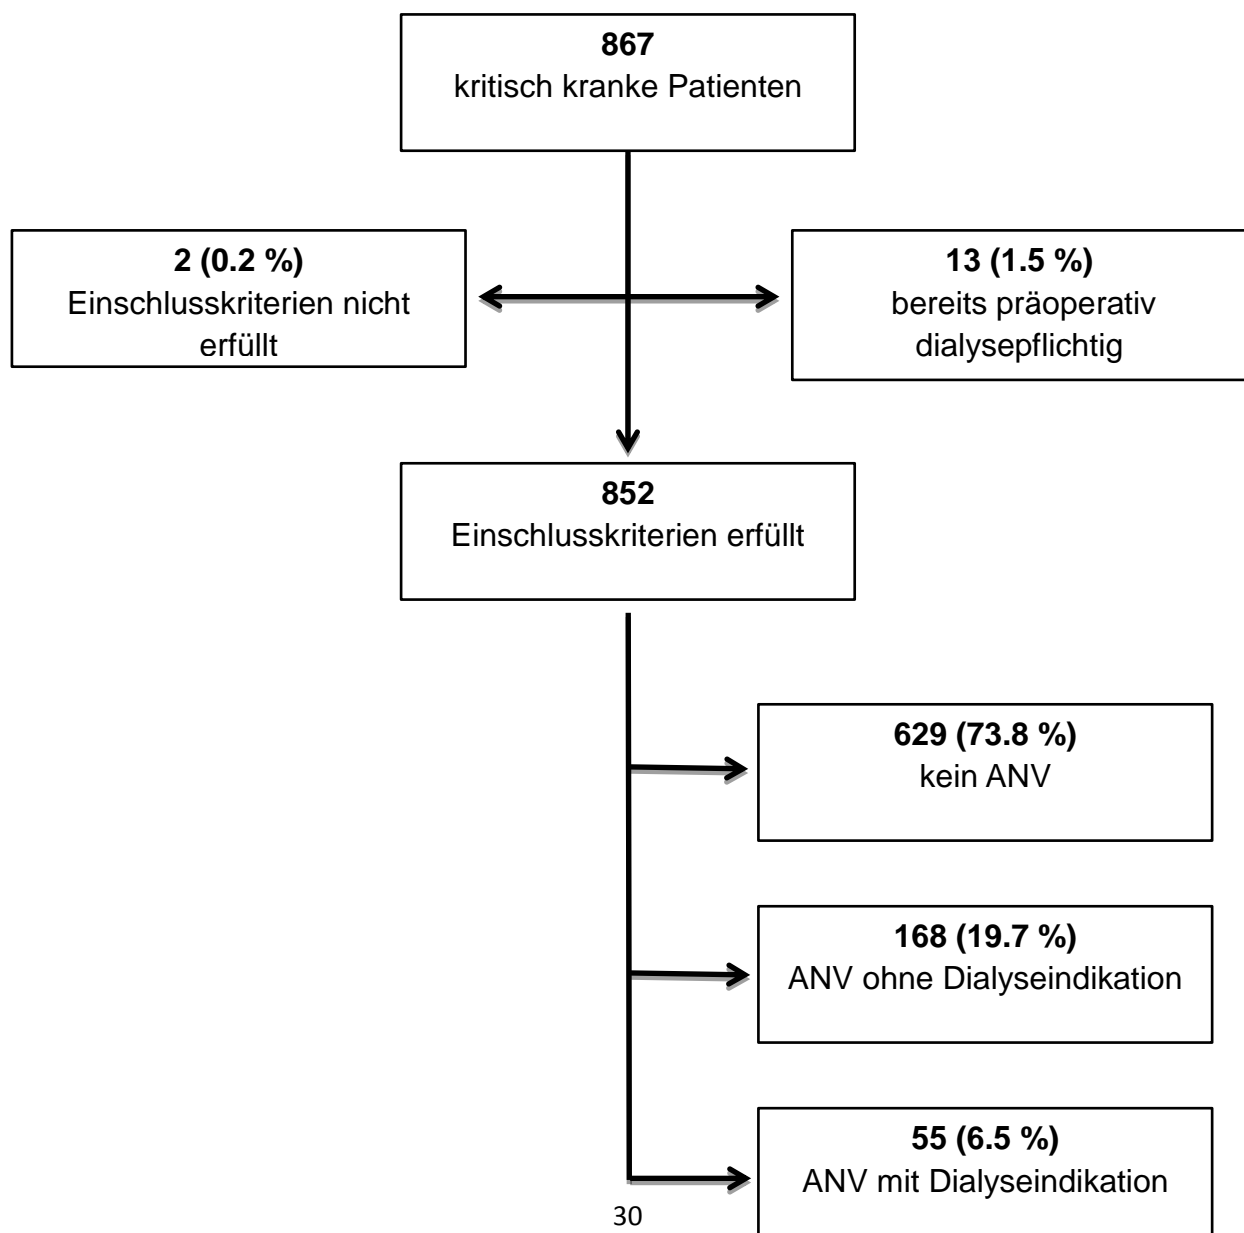 867
kritisch kranke Patienten
2 (0.2 %)
Einschlusskriterien nicht
erfüllt
13 (1.5 %)
bereits präoperativ
dialysepflichtig
852
Einschlusskriterien erfüllt
629 (73.8 %)
kein ANV
168 (19.7 %)
ANV ohne Dialyseindikation
55 (6.5 %)
ANV mit Dialyseindikation
30